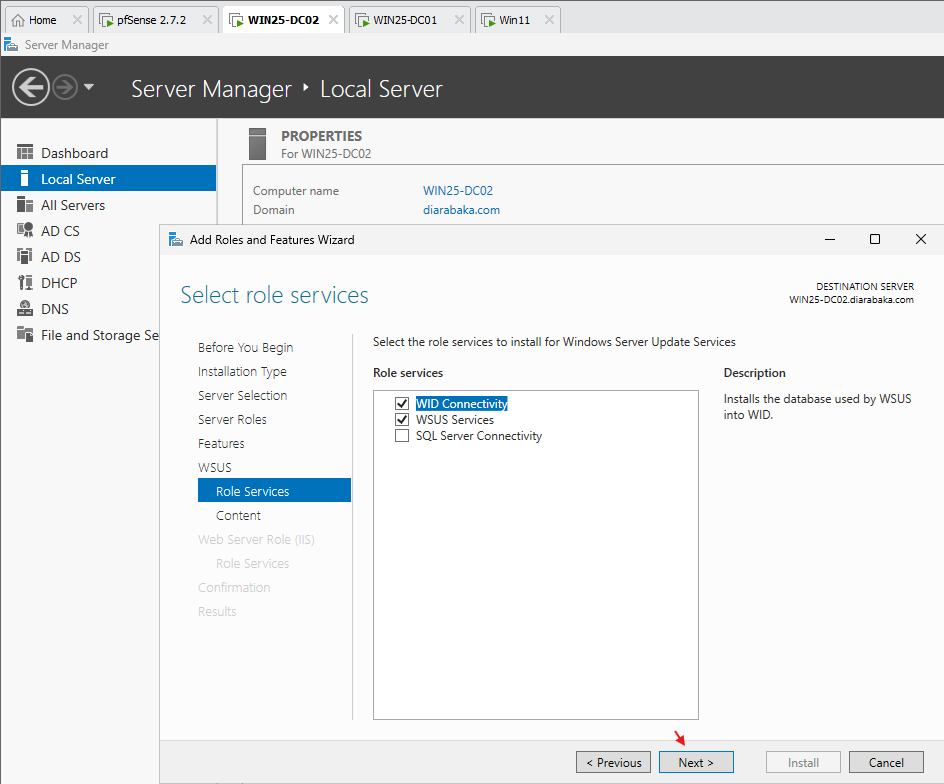 Home
pfSense 2.7.2
WIN25-DC02
WIN25-DC01
Win11
Server Manager
Server Manager ‣ Local Server
Dashboard
Local Server
All Servers
AD CS
AD DS
DHCP
DNS
File and Storage Se
PROPERTIES
For WIN25-DC02
Computer name WIN25-DC02
Domain diarabaka.com
Add Roles and Features Wizard
Select role services
DESTINATION SERVER
WIN25-DC02.diarabaka.com
Before You Begin
Installation Type
Server Selection
Server Roles
Features
WSUS
Role Services
Content
Web Server Role (IIS)
Role Services
Confirmation
Results
Select the role services to install for Windows Server Update Services
Role services
WID Connectivity
WSUS Services
SQL Server Connectivity
Description
Installs the database used by WSUS
into WID.
< Previous
Next >
Install
Cancel